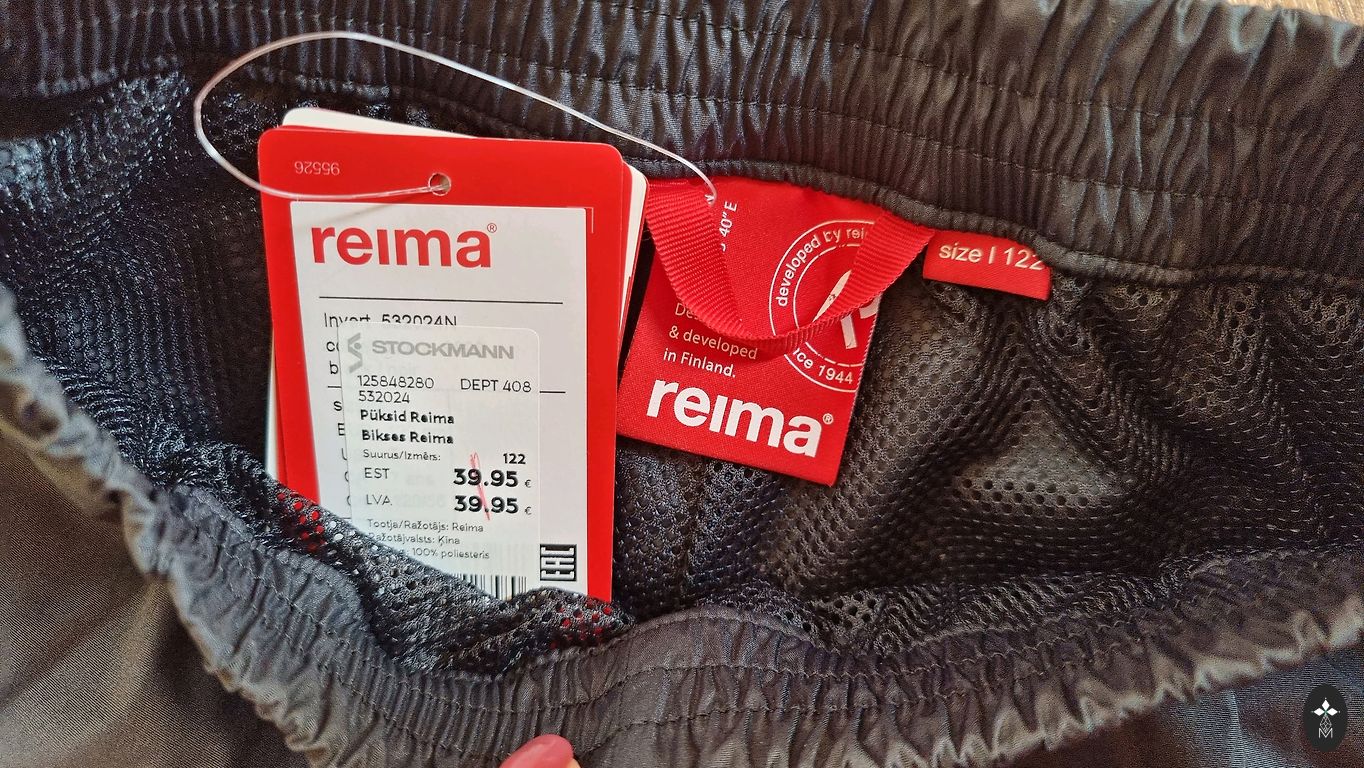 95526
reima®
Invert 532024N
STOCKMANN
125848280 DEPT 408
532024
Püksid Reima
Bikses Reima
Suurus/Izmērs: 122
EST 39.95 €
LVA 39.95 €
Tootja/Ražotājs: Reima
Ražotājvalsts: Ķīna
100% poliesteris
EAC
40" E
developed by
since 1944
& developed
in Finland.
reima®
size | 122
M